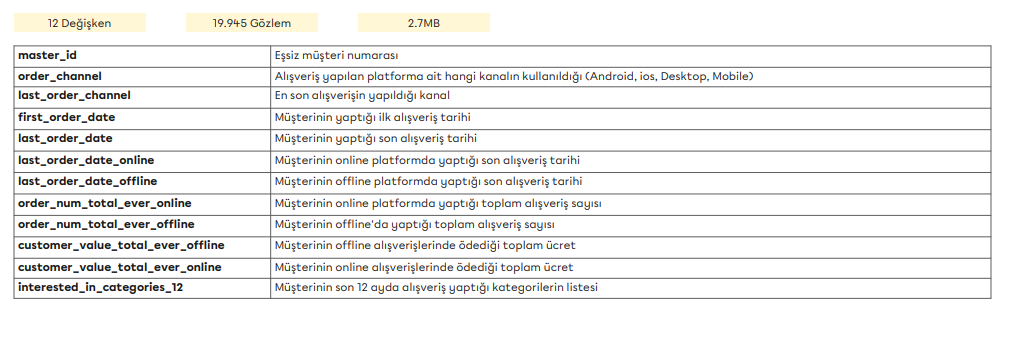 12 Değişken 19.945 Gözlem 2.7MB
master_id Eşsiz müşteri numarası
order_channel Alışveriş yapılan platforma ait hangi kanalın kullanıldığı (Android, ios, Desktop, Mobile)
last_order_channel En son alışverişin yapıldığı kanal
first_order_date Müşterinin yaptığı ilk alışveriş tarihi
last_order_date Müşterinin yaptığı son alışveriş tarihi
last_order_date_online Müşterinin online platformda yaptığı son alışveriş tarihi
last_order_date_offline Müşterinin offline platformda yaptığı son alışveriş tarihi
order_num_total_ever_online Müşterinin online platformda yaptığı toplam alışveriş sayısı
order_num_total_ever_offline Müşterinin offline'da yaptığı toplam alışveriş sayısı
customer_value_total_ever_offline Müşterinin offline alışverişlerinde ödediği toplam ücret
customer_value_total_ever_online Müşterinin online alışverişlerinde ödediği toplam ücret
interested_in_categories_12 Müşterinin son 12 ayda alışveriş yaptığı kategorilerin listesi